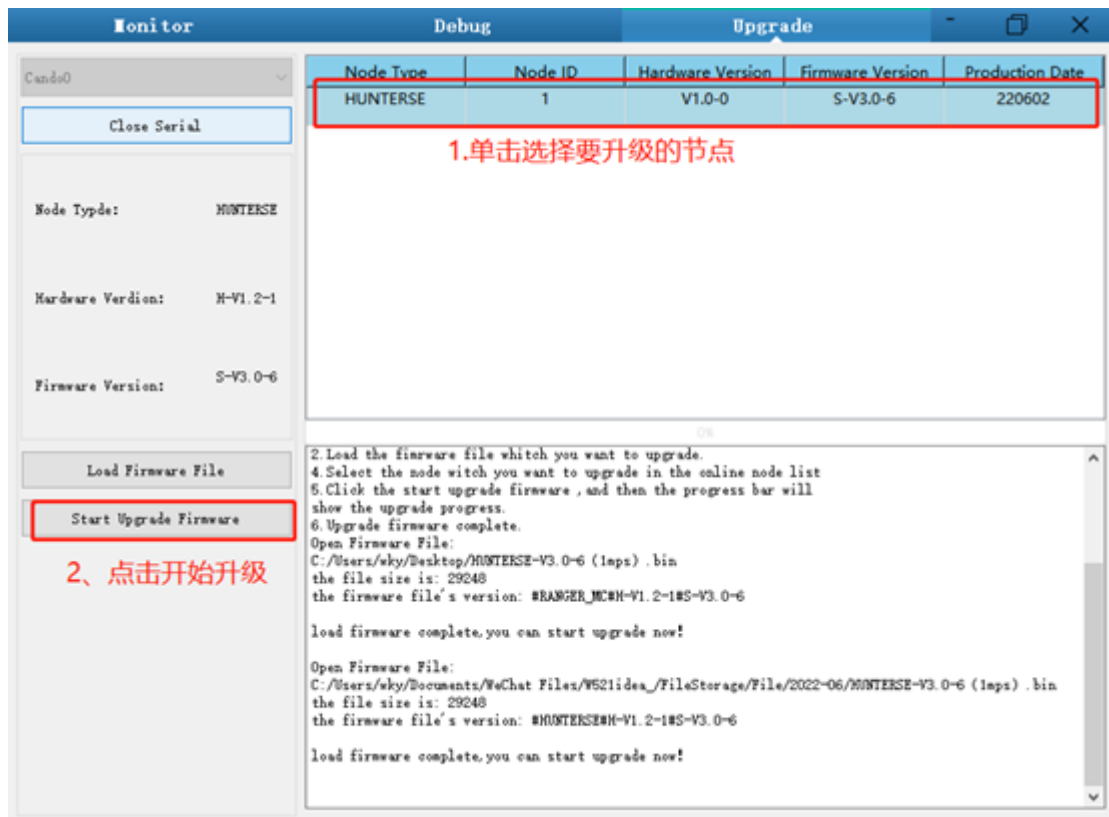 Monitor
Debug
Upgrade
Cando0
Close Serial
Node Typde: HUNTERSE
Hardware Verdion: H-V1.2-1
Firmware Version: S-V3.0-6
Load Firmware File
Start Upgrade Firmware
2、点击开始升级
Node Type Node ID Hardware Version Firmware Version Production Date
HUNTERSE 1 V1.0-0 S-V3.0-6 220602
1.单击选择要升级的节点
0%
2.Load the fimrware file whitch you want to upgrade.
4.Select the node witch you want to upgrade in the online node list
5.Click the start upgrade firmware ,and then the progress bar will
show the upgrade progress.
6.Upgrade firmware complete.
Open Firmware File:
C:/Users/wky/Desktop/HUNTERSE-V3.0-6 (1mps) .bin
the file size is: 29248
the firmware file's version: #RANGER_MC#H-V1.2-1#S-V3.0-6
load firmware complete,you can start upgrade now!
Open Firmware File:
C:/Users/wky/Documents/WeChat Files/W521idea_/FileStorage/File/2022-06/HUNTERSE-V3.0-6 (1mps) .bin
the file size is: 29248
the firmware file's version: #HUNTERSE#H-V1.2-1#S-V3.0-6
load firmware complete,you can start upgrade now!